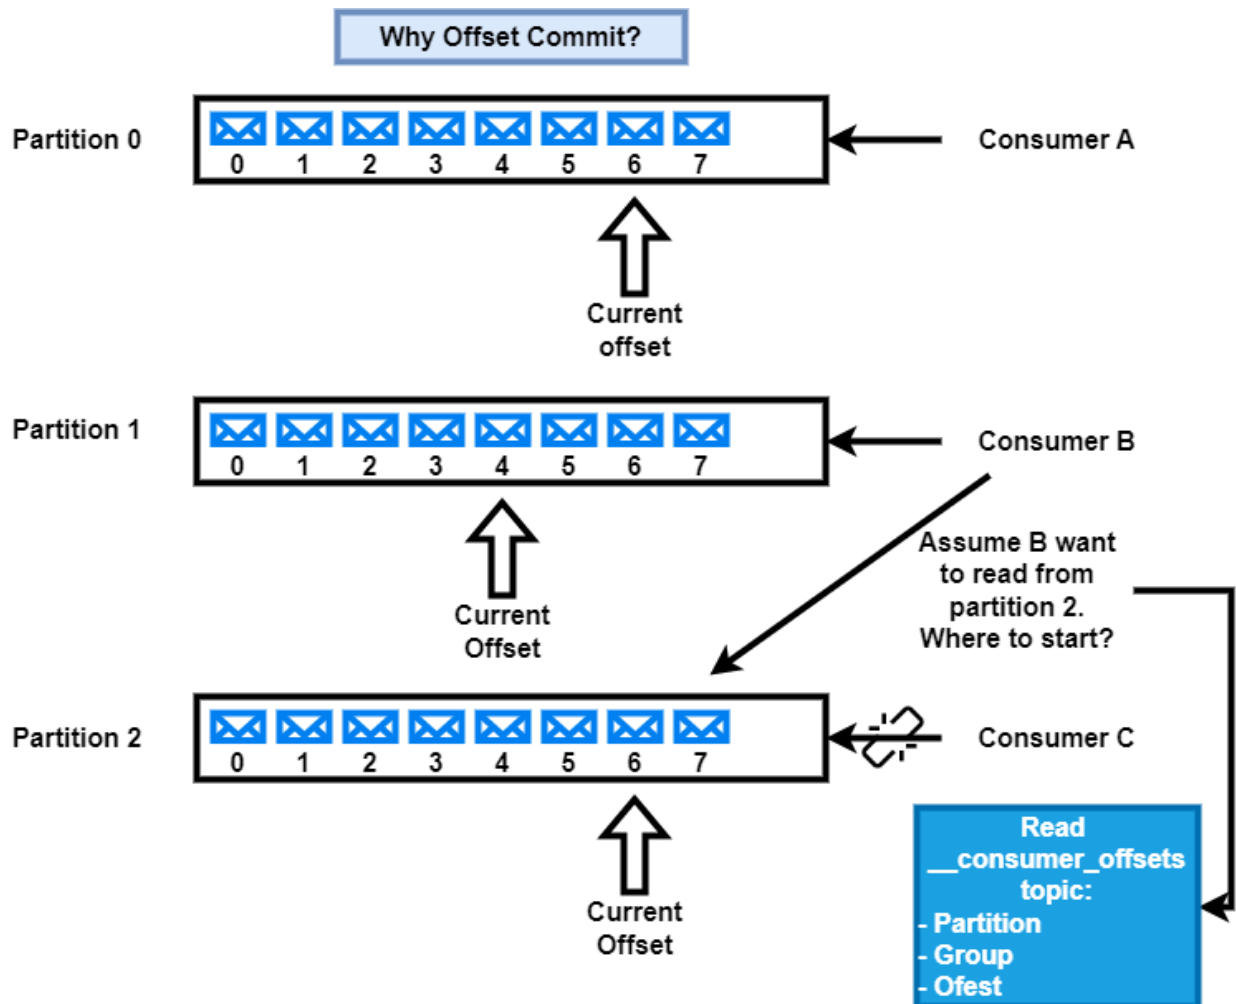 Why Offset Commit?
Partition 0
0 1 2 3 4 5 6 7
Consumer A
Current
offset
Partition 1
0 1 2 3 4 5 6 7
Consumer B
Current
Offset
Assume B want
to read from
partition 2.
Where to start?
Partition 2
0 1 2 3 4 5 6 7
Consumer C
Current
Offset
Read
__consumer_offsets
topic:
- Partition
- Group
- Ofest